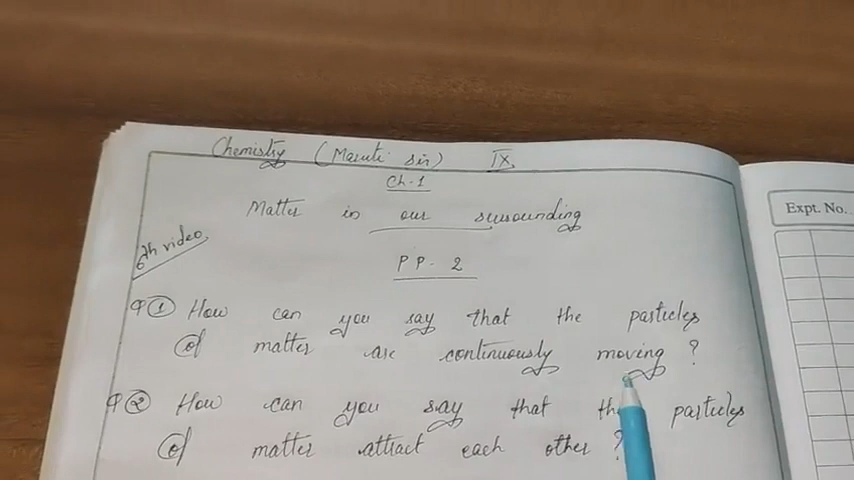 Chemistry (Maruti sir) IX
Ch-1
Matter in our surrounding
6th video
PP-2
Q① How can you say that the particles
of matter are continuously moving ?
Q② How can you say that the particles
of matter attract each other ?
Expt. No..